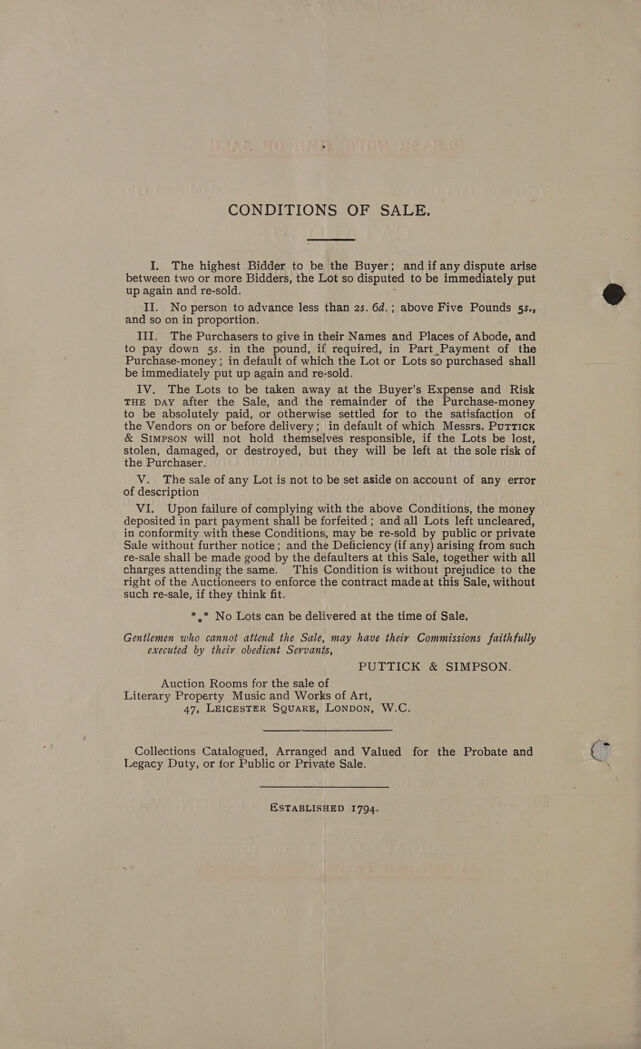 CONDITIONS OF SALE.
I. The highest Bidder to be the Buyer; and if any dispute arise
between two or more Bidders, the Lot so disputed to be immediately put
up again and re-sold.
II. No person to advance less than 2s. 6d.; above Five Pounds 5s.,
and so on in proportion.
III. The Purchasers to give in their Names and Places of Abode, and
to pay down 5s. in the pound, if required, in Part Payment of the
Purchase-money; in default of which the Lot or Lots so purchased shall
be immediately put up again and re-sold.
IV. The Lots to be taken away at the Buyer's Expense and Risk
THE DAY after the Sale, and the remainder of the Purchase-money
to be absolutely paid, or otherwise settled for to the satisfaction of
the Vendors on or before delivery; in default of which Messrs. PUTTICK
& SIMPSON will not hold themselves responsible, if the Lots be lost,
stolen, damaged, or destroyed, but they will be left at the sole risk of
the Purchaser.
V. The sale of any Lot is not to be set aside on account of any error
of description
VI. Upon failure of complying with the above Conditions, the money
deposited in part payment shall be forfeited; and all Lots left uncleared,
in conformity with these Conditions, may be re-sold by public or private
Sale without further notice; and the Deficiency (if any) arising from such
re-sale shall be made good by the defaulters at this Sale, together with all
charges attending the same. This Condition is without prejudice to the
right of the Auctioneers to enforce the contract made at this Sale, without
such re-sale, if they think fit.
*.* No Lots can be delivered at the time of Sale.
Gentlemen who cannot attend the Sale, may have their Commissions faithfully
executed by their obedient Servants,
PUTTICK & SIMPSON.
Auction Rooms for the sale of
Literary Property Music and Works of Art,
47, LEICESTER SQUARE, LONDON, W.C.
Collections Catalogued, Arranged and Valued for the Probate and
Legacy Duty, or for Public or Private Sale.
ESTABLISHED 1794.